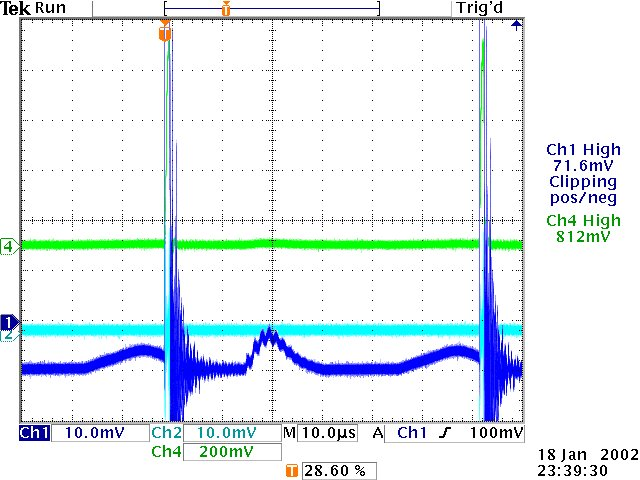 Tek Run Trig'd
T
T
Ch1 High
71.6mV
Clipping
pos/neg
Ch4 High
812mV
4
1
2
Ch1 10.0mV Ch2 10.0mV M 10.0µs A Ch1 100mV
Ch4 200mV
T 28.60 %
18 Jan 2002
23:39:30